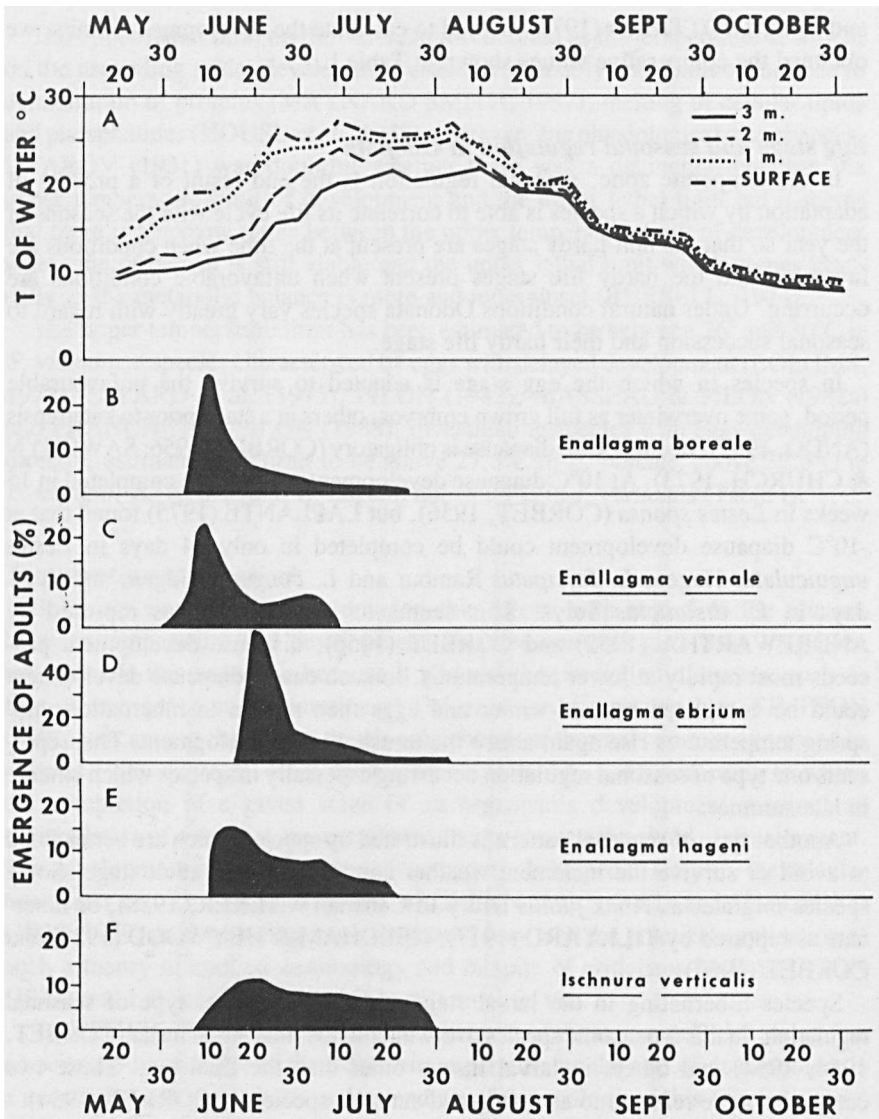 MAY JUNE JULY AUGUST SEPT OCTOBER
30 20 10 30 20 10 30 20
20 10 30 20 10 30 20 10 30
30
A
20
10
0
T OF WATER °C
3 m.
2 m.
1 m.
SURFACE
B
20
10
0
Enallagma boreale
C
20
10
0
Enallagma vernale
D
40
20
0
Enallagma ebrium
E
20
10
0
Enallagma hageni
F
20
10
0
Ischnura verticalis
EMERGENCE OF ADULTS (%)
20 10 20 10 20 10 20 10 20 10 20
30 30 30 30 30 30
MAY JUNE JULY AUGUST SEPT OCTOBER